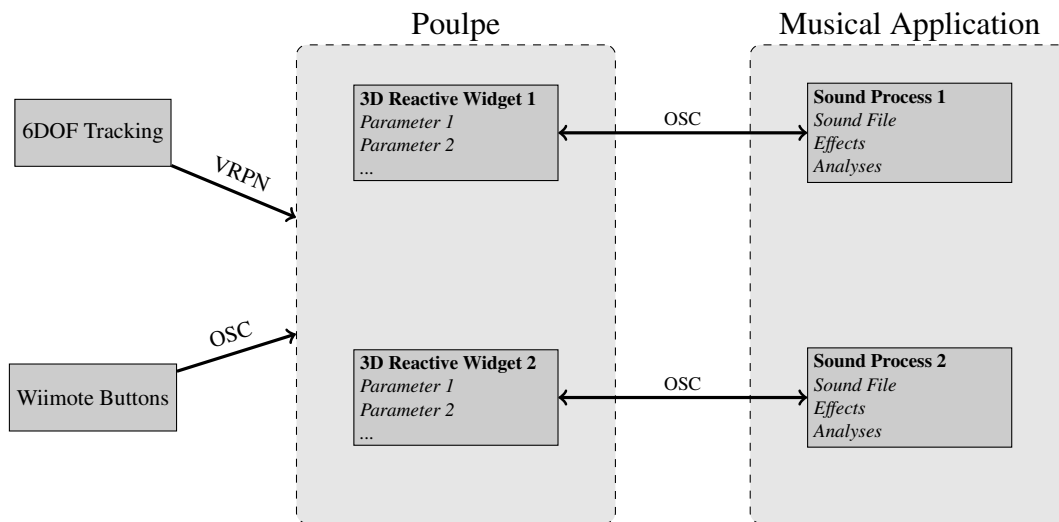 Poulpe
Musical Application
6DOF Tracking
VRPN
3D Reactive Widget 1
Parameter 1
Parameter 2
...
OSC
Sound Process 1
Sound File
Effects
Analyses
Wiimote Buttons
OSC
3D Reactive Widget 2
Parameter 1
Parameter 2
...
OSC
Sound Process 2
Sound File
Effects
Analyses